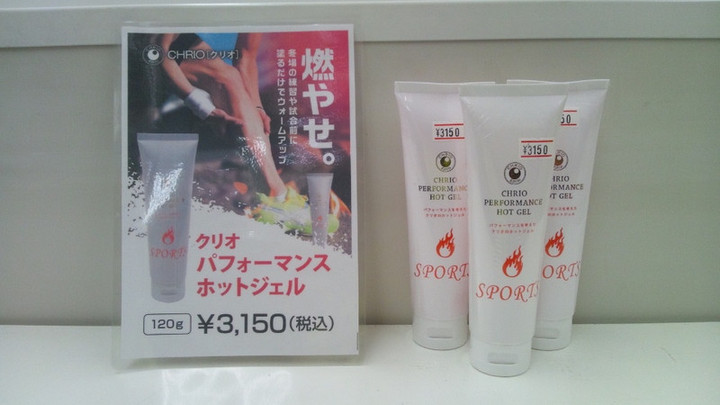 CHRIO[クリオ]
燃やせ。
冬場の練習や試合前に
塗るだけでウォームアップ
クリオ
パフォーマンス
ホットジェル
120g ¥3,150(税込)
¥3150
CHRIO
PERFORMANCE
HOT GEL
SPORTS
¥3150
CHRIO
PERFORMANCE
HOT GEL
SPORTS
3150
CHRIO
PERFORMANCE
HOT GEL